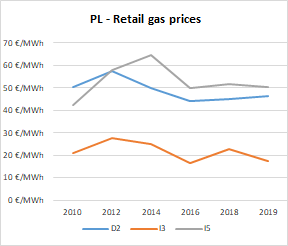 PL - Retail gas prices
70 €/MWh
60 €/MWh
50 €/MWh
40 €/MWh
30 €/MWh
20 €/MWh
10 €/MWh
0 €/MWh
2010 2012 2014 2016 2018 2019
D2 I3 I5